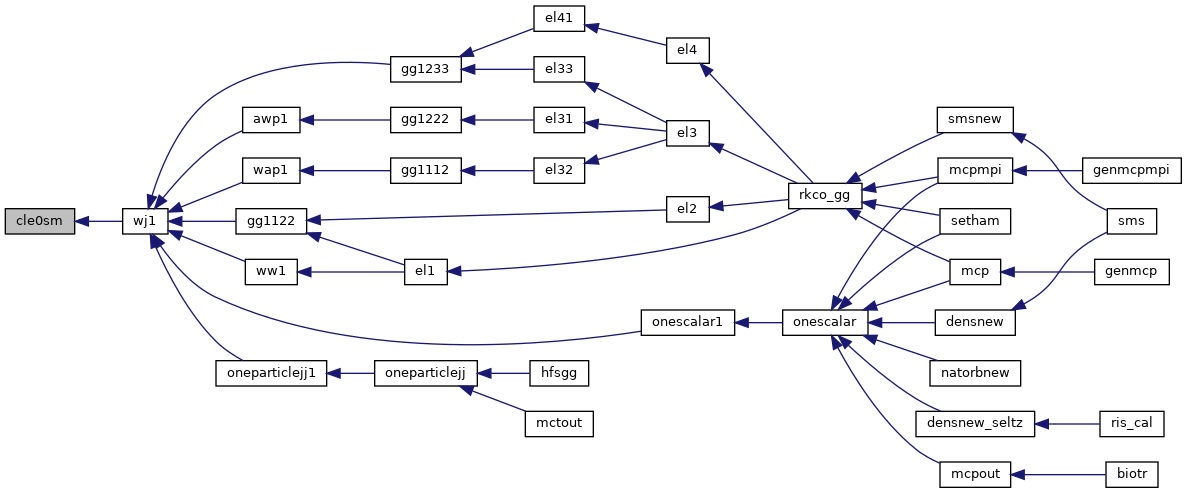 cle0sm
wj1
gg1233
awp1
wap1
gg1122
ww1
onescalar1
oneparticlejj1
el41
el33
gg1222
el31
gg1112
el32
el1
el4
el3
el2
rkco_gg
smsnew
mcpmpi
genmcpmpi
setham
sms
mcp
genmcp
onescalar
densnew
natorbnew
densnew_seltz
ris_cal
mcpout
biotr
oneparticlejj
hfsgg
mctout